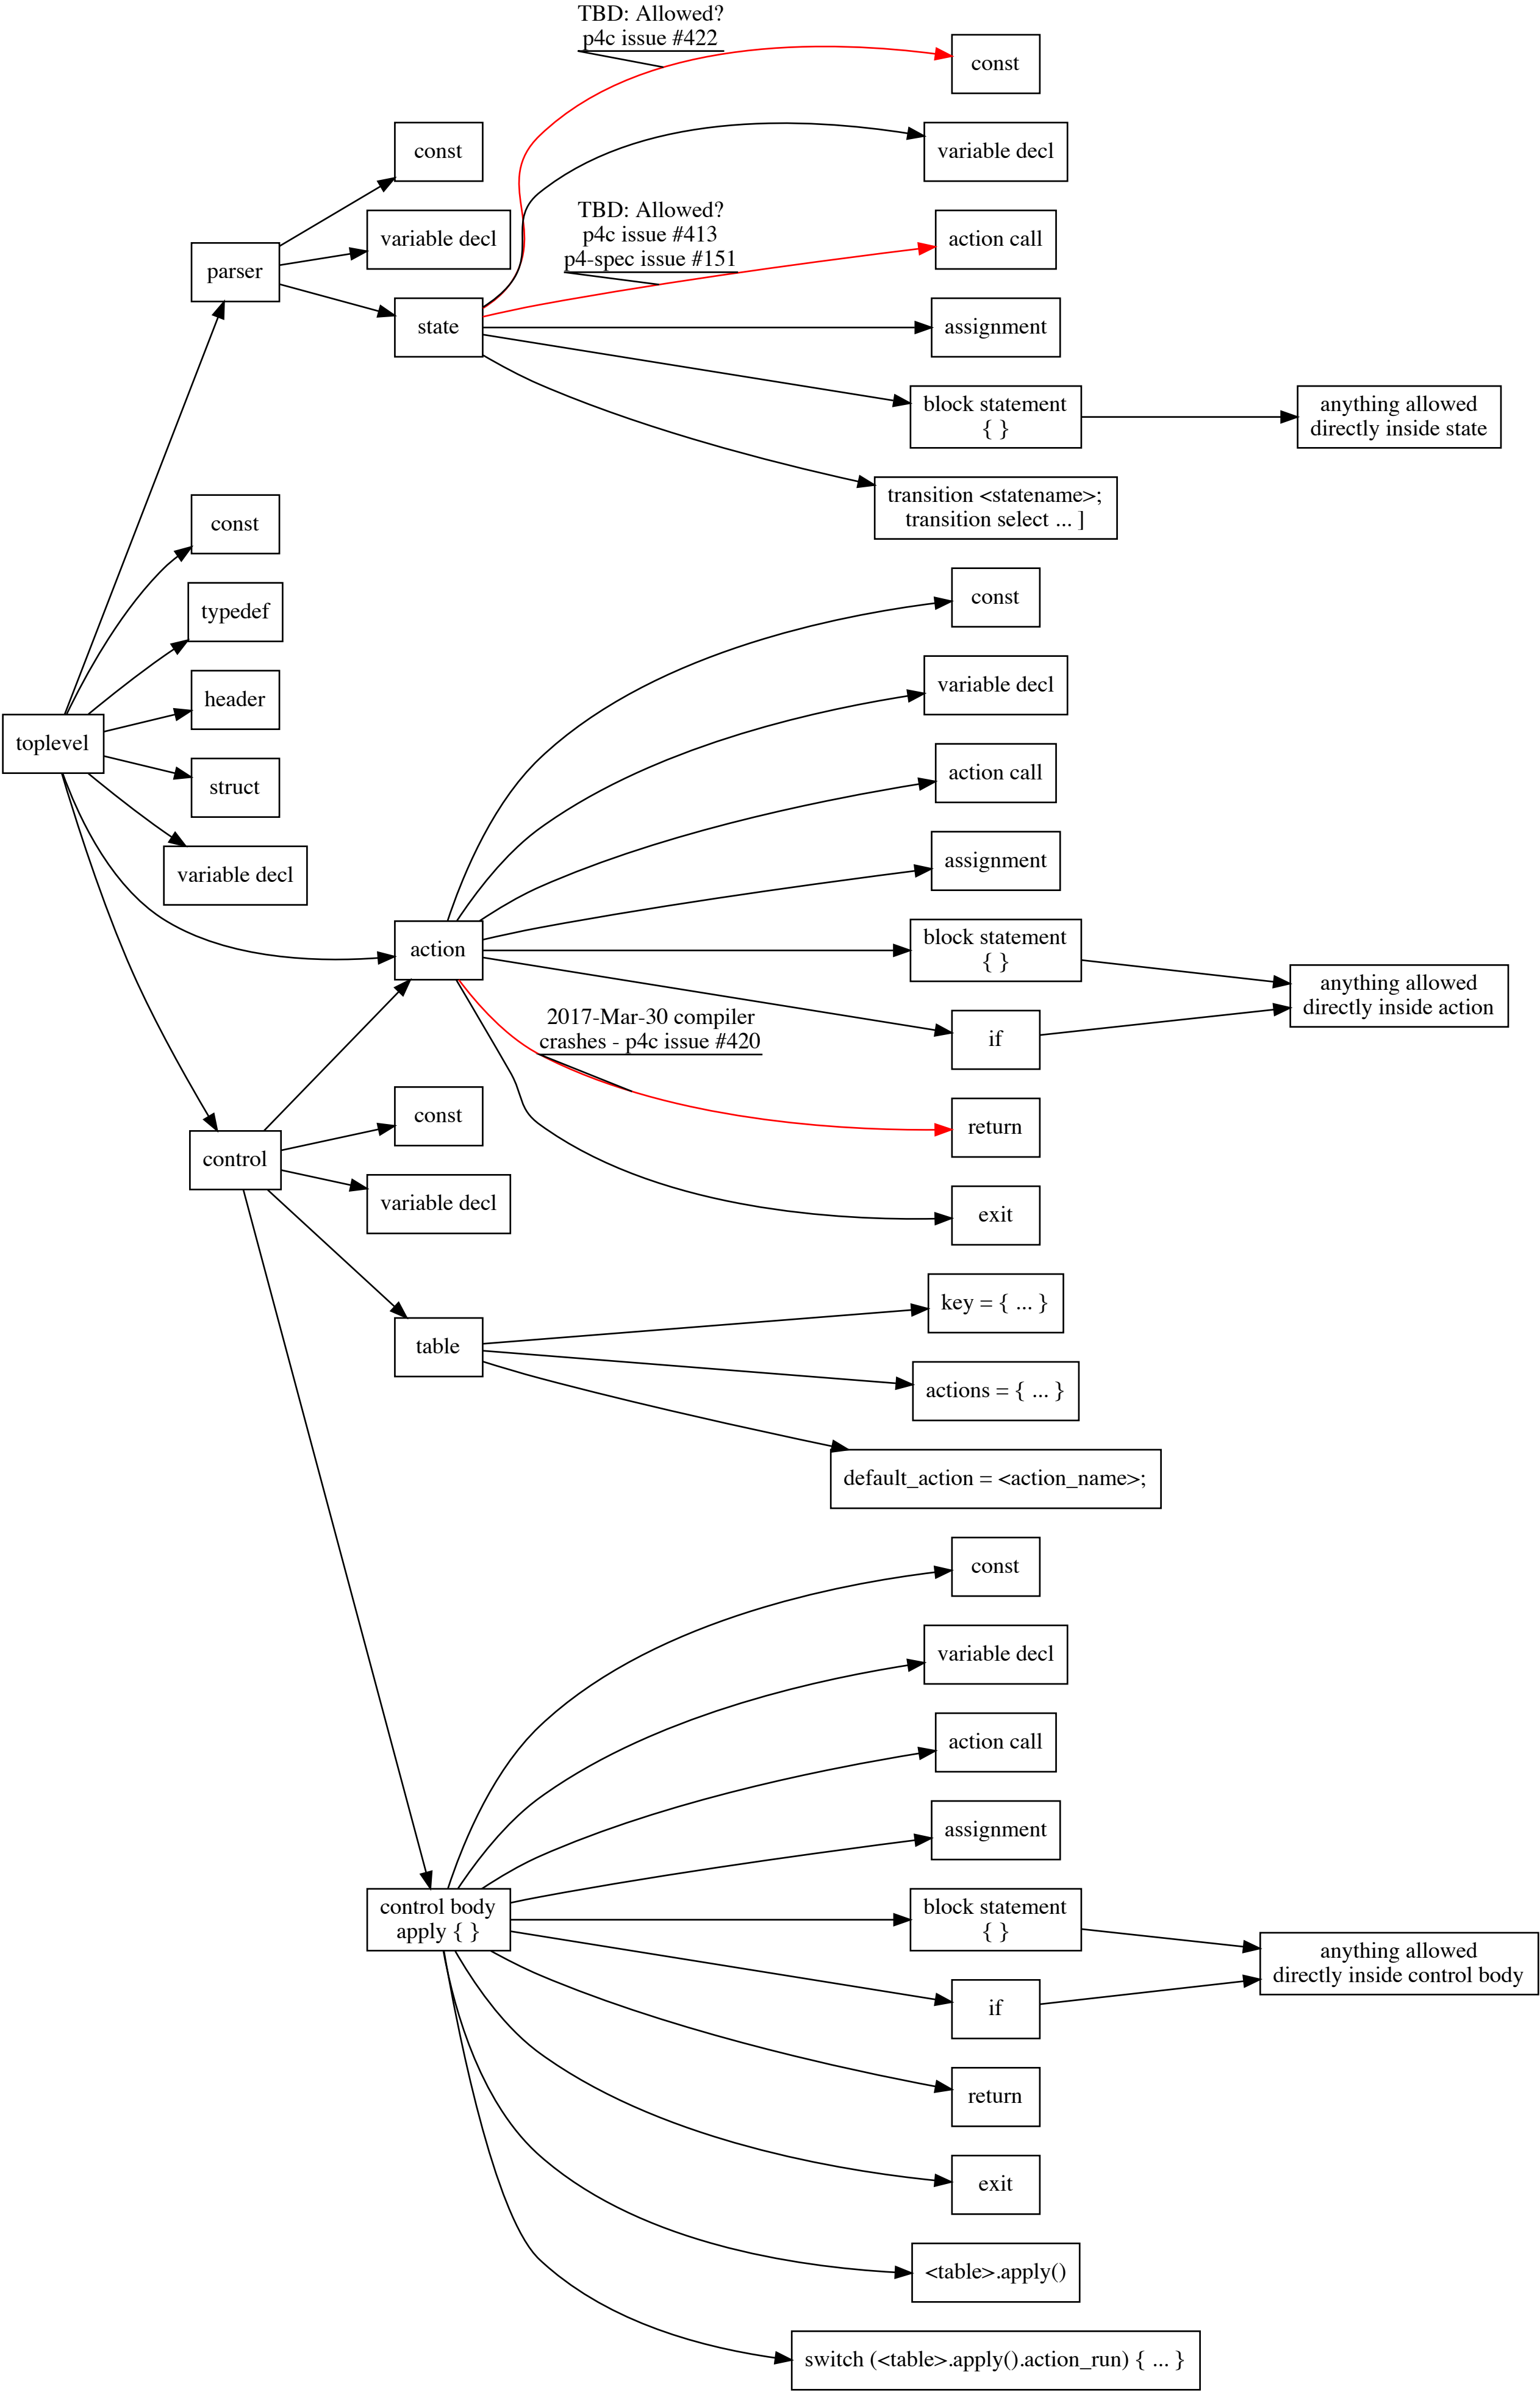 TBD: Allowed?
p4c issue #422
const
const
variable decl
variable decl
TBD: Allowed?
p4c issue #413
p4-spec issue #151
action call
parser
state
assignment
block statement
{ }
anything allowed
directly inside state
transition <statename>;
transition select ... ]
const
typedef
header
toplevel
struct
variable decl
const
variable decl
action call
assignment
action
block statement
{ }
anything allowed
directly inside action
if
2017-Mar-30 compiler
crashes - p4c issue #420
return
exit
const
control
variable decl
table
key = { ... }
actions = { ... }
default_action = <action_name>;
const
variable decl
action call
assignment
control body
apply { }
block statement
{ }
anything allowed
directly inside control body
if
return
exit
<table>.apply()
switch (<table>.apply().action_run) { ... }